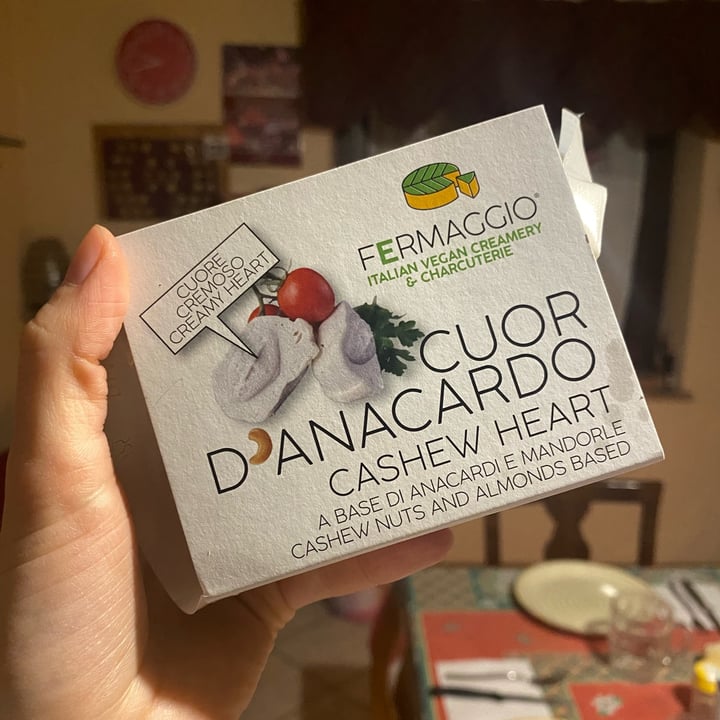 FERMAGGIO®
ITALIAN VEGAN CREAMERY
& CHARCUTERIE
CUORE
CREMOSO
CREAMY HEART
CUOR
D'ANACARDO
CASHEW HEART
A BASE DI ANACARDI E MANDORLE
CASHEW NUTS AND ALMONDS BASED